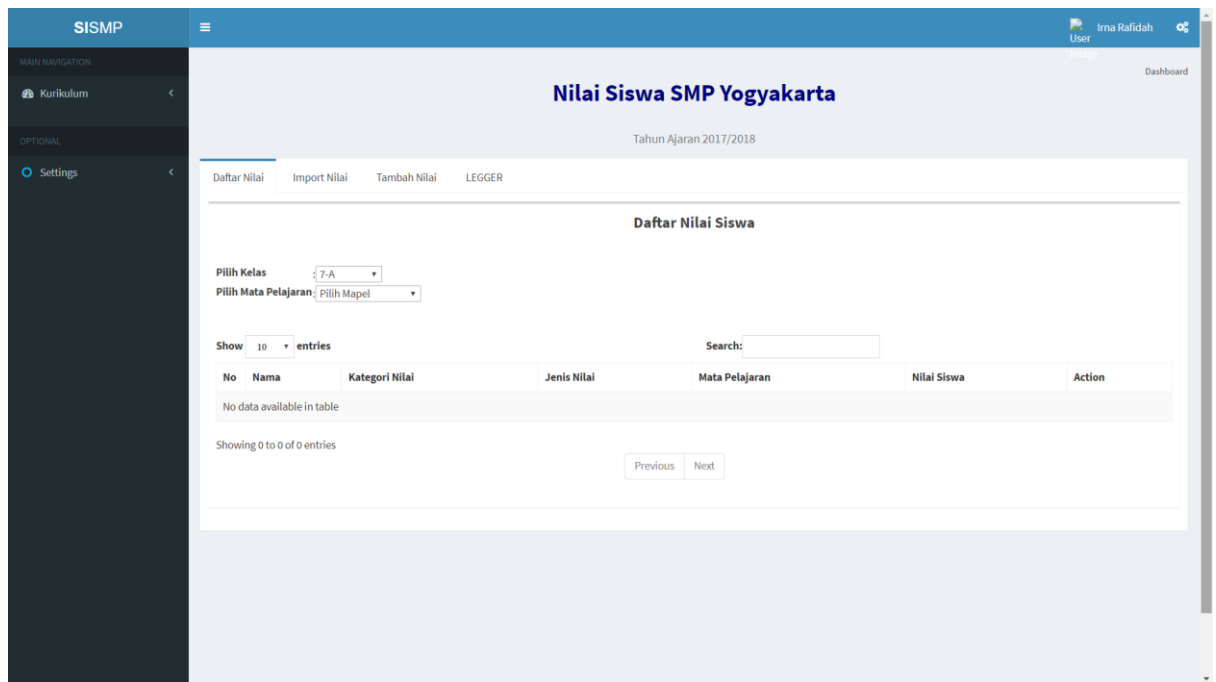 SISMP
User Image
Irna Rafidah
MAIN NAVIGATION
Kurikulum
OPTIONAL
Settings
Dashboard
Nilai Siswa SMP Yogyakarta
Tahun Ajaran 2017/2018
Daftar Nilai Import Nilai Tambah Nilai LEGGER
Daftar Nilai Siswa
Pilih Kelas : 7-A
Pilih Mata Pelajaran: Pilih Mapel
Show 10 entries Search:
No Nama Kategori Nilai Jenis Nilai Mata Pelajaran Nilai Siswa Action
No data available in table
Showing 0 to 0 of 0 entries
Previous Next